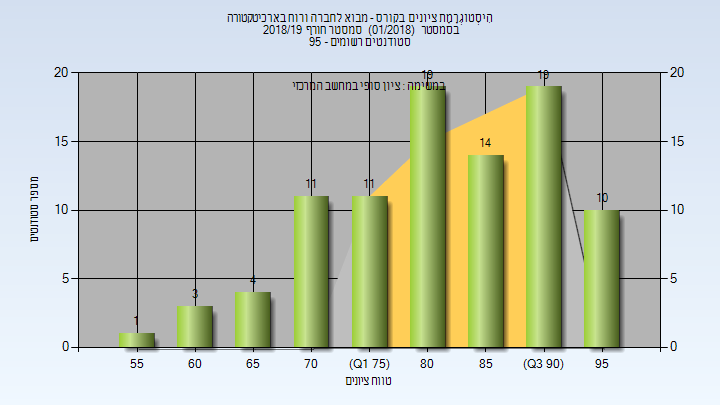 הִיסְטוֹגְרָמַת ציונים בקורס - מבוא לחברה ורוח בארכיטקטורה
בסמסטר (01/2018) סמסטר חורף 2018/19
סטודנטים רשומים - 95
במשימה : ציון סופי במחשב המרכזי
מספר סטודנטים
20 20
15 15
10 10
5 5
0 0
1 3 4 11 11 19 14 19 10
55 60 65 70 (Q1 75) 80 85 (Q3 90) 95
טווח ציונים